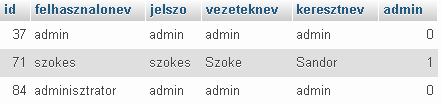 id felhasznalonev jelszo vezeteknev keresztnev admin
37 admin admin admin admin 0
71 szokes szokes Szoke Sandor 1
84 adminisztrator admin admin admin 0